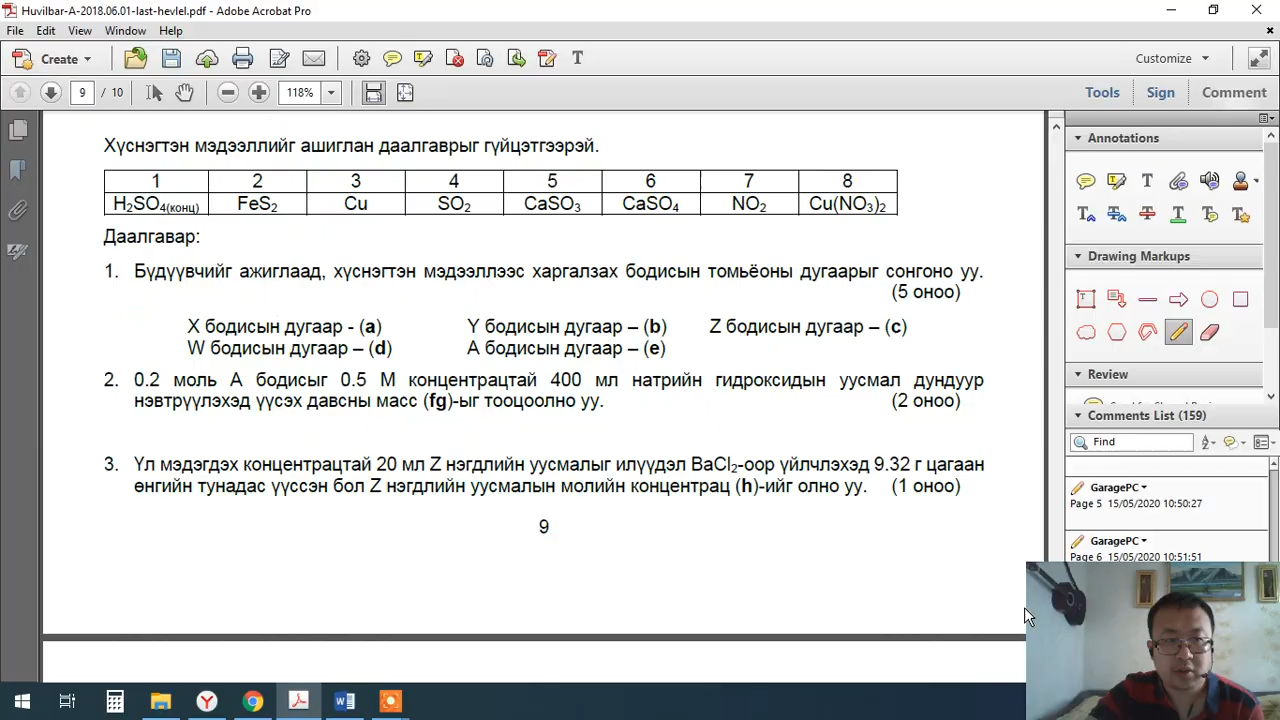 Huvilbar-A-2018.06.01-last-hevlel.pdf - Adobe Acrobat Pro
File Edit View Window Help
Create
Customize
9 / 10
118%
Tools Sign Comment
Хүснэгтэн мэдээллийг ашиглан даалгаврыг гүйцэтгээрэй.
1 2 3 4 5 6 7 8
H₂SO₄(конц) FeS₂ Cu SO₂ CaSO₃ CaSO₄ NO₂ Cu(NO₃)₂
Даалгавар:
1. Бүдүүвчийг ажиглаад, хүснэгтэн мэдээллээс харгалзах бодисын томьёоны дугаарыг сонгоно уу.
(5 оноо)
X бодисын дугаар - (a) Y бодисын дугаар – (b) Z бодисын дугаар – (c)
W бодисын дугаар – (d) A бодисын дугаар – (e)
2. 0.2 моль A бодисыг 0.5 M концентрацтай 400 мл натрийн гидроксидын уусмал дундуур
нэвтрүүлэхэд үүсэх давсны масс (fg)-ыг тооцоолно уу. (2 оноо)
3. Үл мэдэгдэх концентрацтай 20 мл Z нэгдлийн уусмалыг илүүдэл BaCl₂-оор үйлчлэхэд 9.32 г цагаан
өнгийн тунадас үүссэн бол Z нэгдлийн уусмалын молийн концентрац (h)-ийг олно уу. (1 оноо)
9
Annotations
Drawing Markups
Review
Comments List (159)
Find
GaragePC
Page 5 15/05/2020 10:50:27
GaragePC
Page 6 15/05/2020 10:51:51